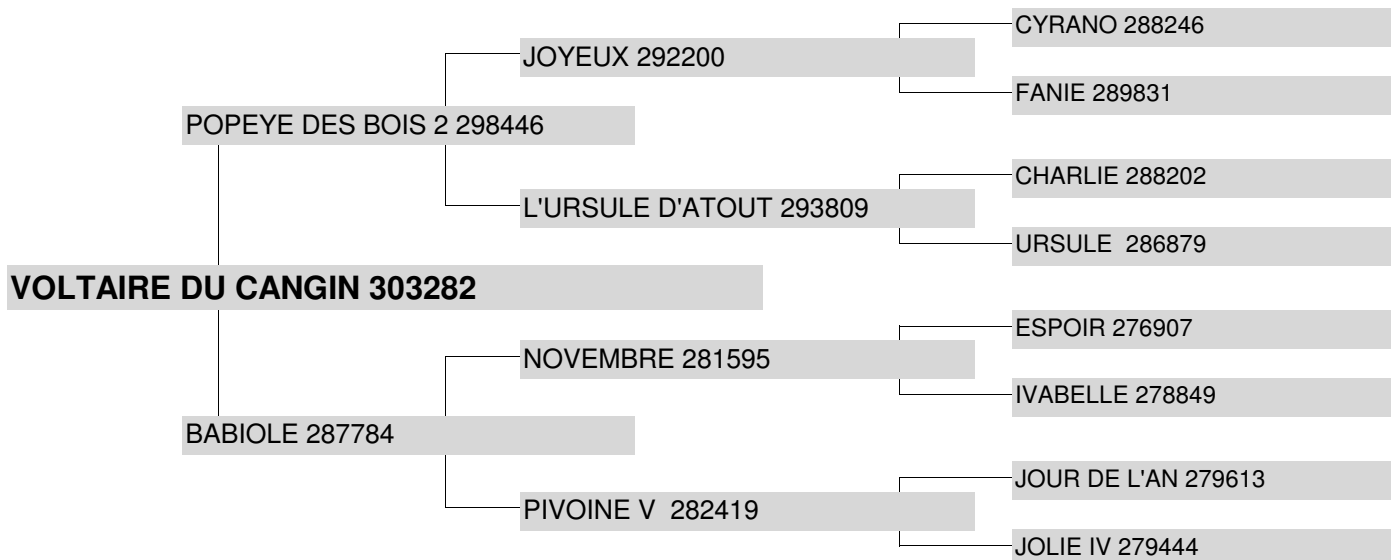 CYRANO 288246
JOYEUX 292200
FANIE 289831
POPEYE DES BOIS 2 298446
CHARLIE 288202
L'URSULE D'ATOUT 293809
URSULE 286879
VOLTAIRE DU CANGIN 303282
ESPOIR 276907
NOVEMBRE 281595
IVABELLE 278849
BABIOLE 287784
JOUR DE L'AN 279613
PIVOINE V 282419
JOLIE IV 279444